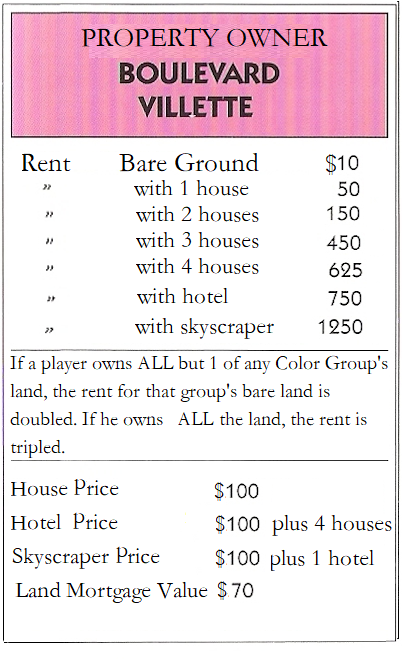 PROPERTY OWNER
BOULEVARD
VILLETTE
Rent Bare Ground $10
" with 1 house 50
" with 2 houses 150
" with 3 houses 450
" with 4 houses 625
" with hotel 750
" with skyscraper 1250
If a player owns ALL but 1 of any Color Group's
land, the rent for that group's bare land is
doubled. If he owns ALL the land, the rent is
tripled.
House Price $100
Hotel Price $100 plus 4 houses
Skyscraper Price $100 plus 1 hotel
Land Mortgage Value $70